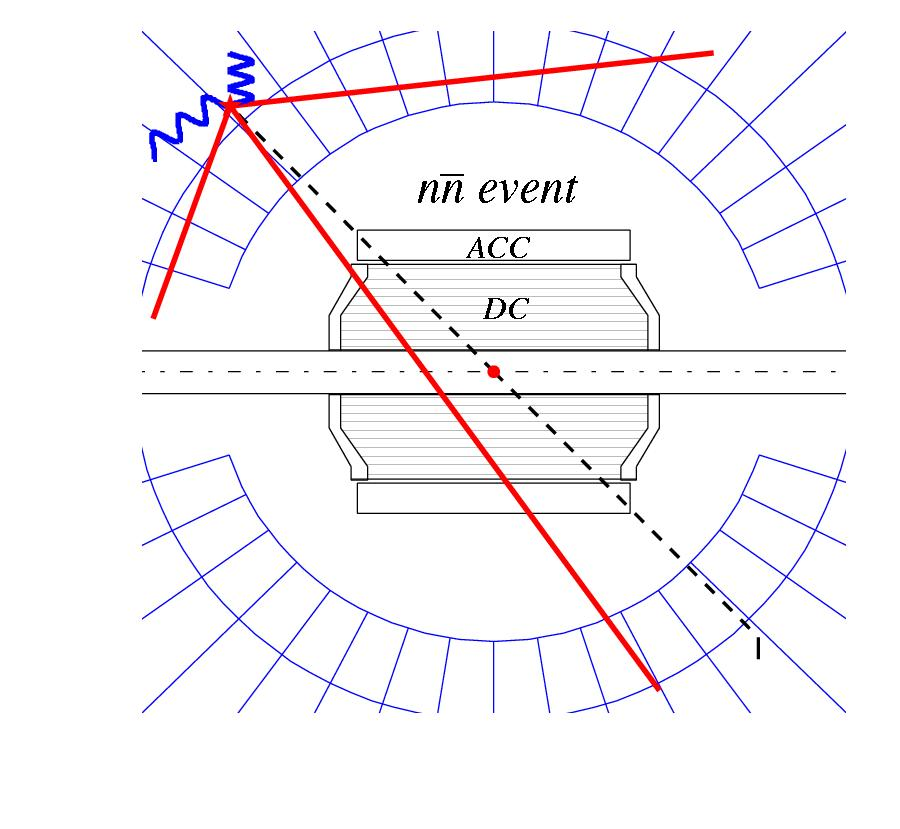 nn̅ event
ACC
DC
I